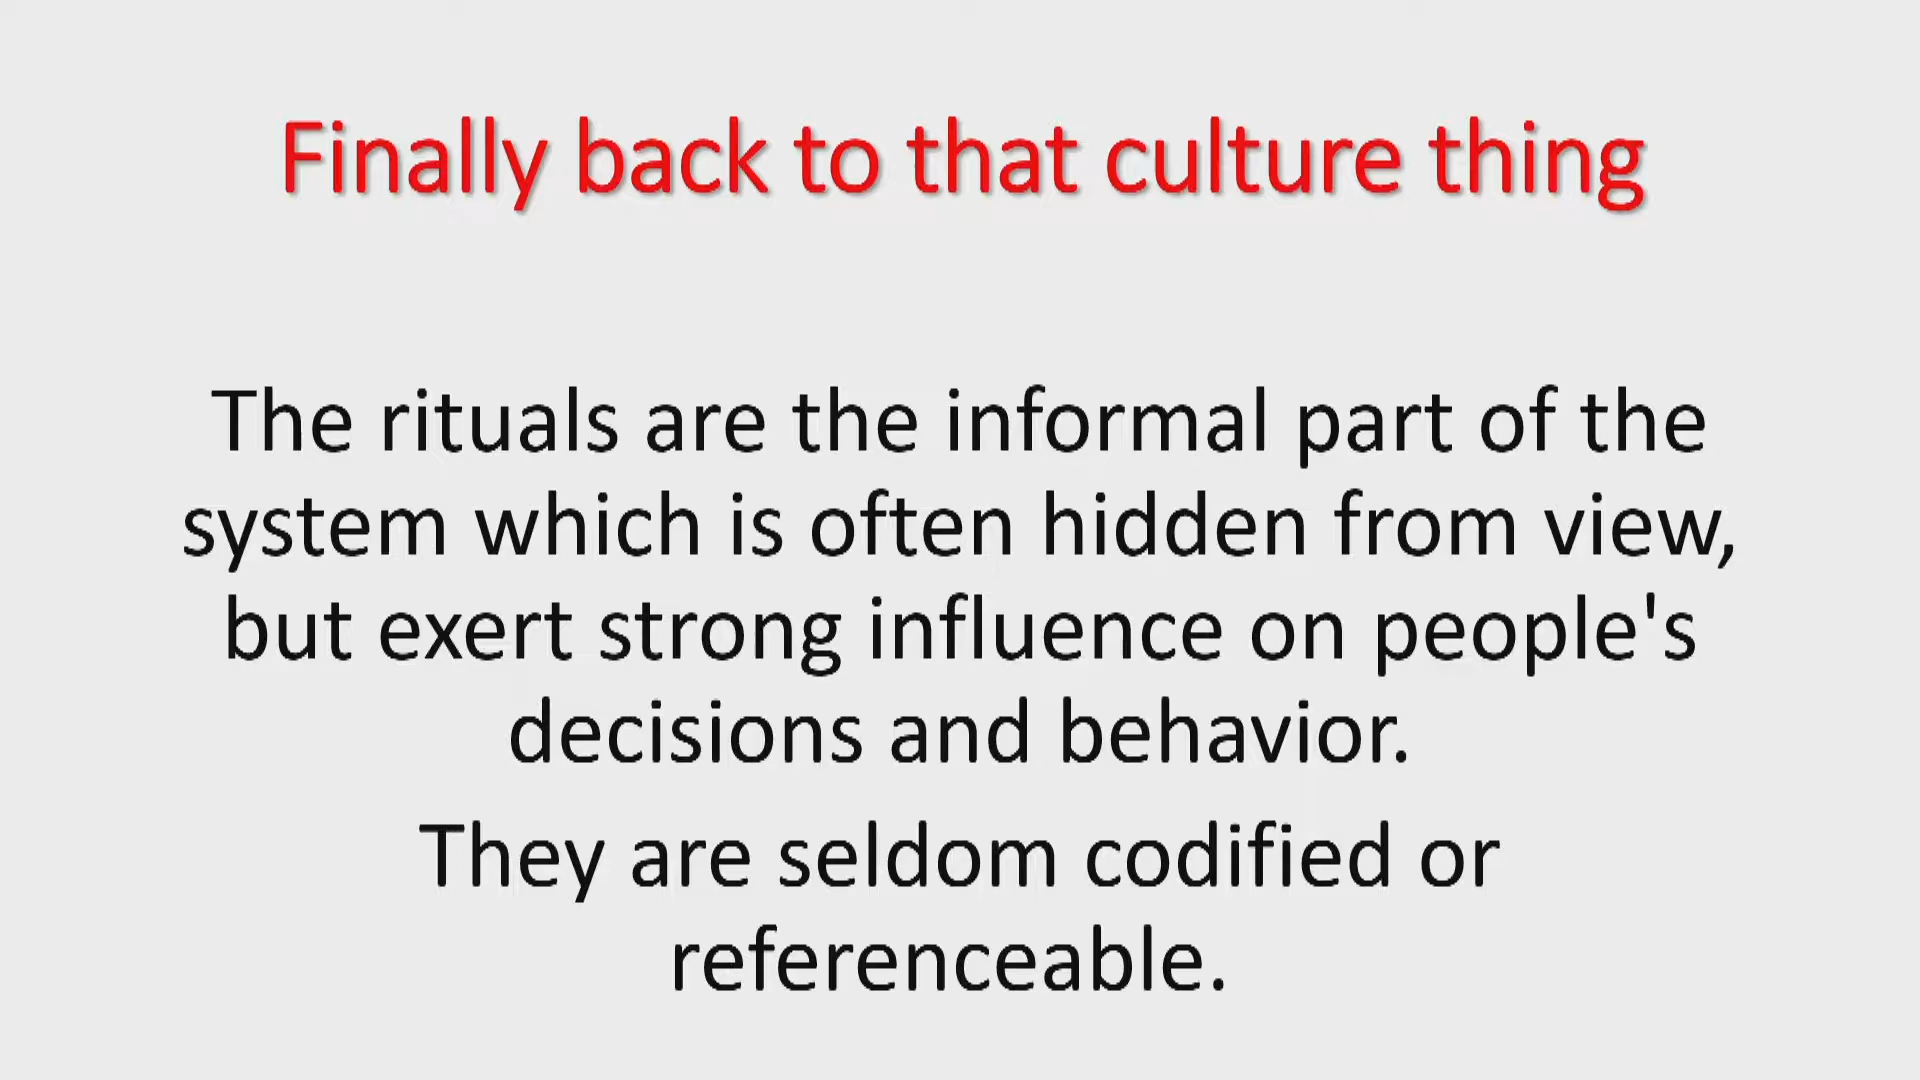 Finally back to that culture thing
The rituals are the informal part of the
system which is often hidden from view,
but exert strong influence on people's
decisions and behavior.
They are seldom codified or
referenceable.